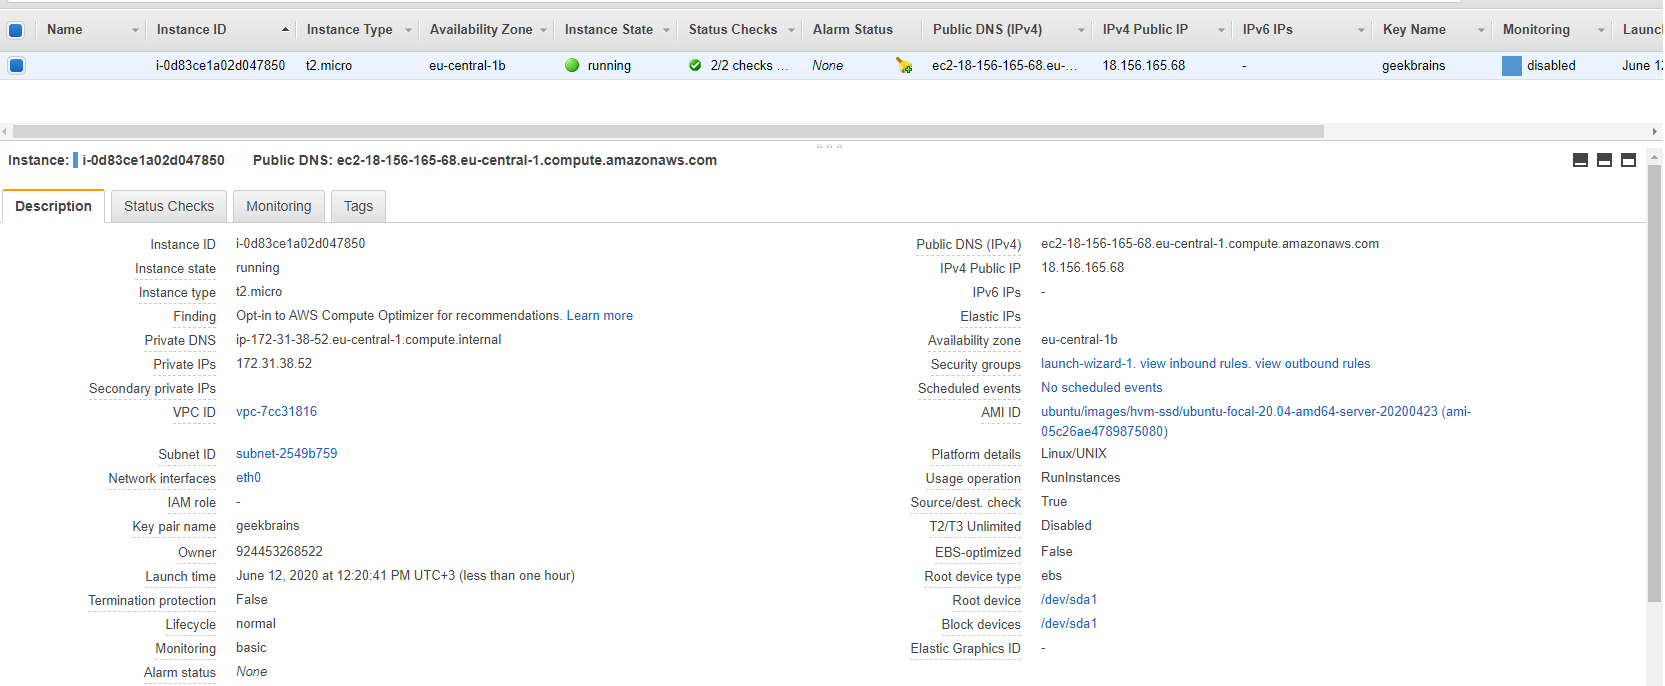 Name Instance ID Instance Type Availability Zone Instance State Status Checks Alarm Status Public DNS (IPv4) IPv4 Public IP IPv6 IPs Key Name Monitoring Launc
i-0d83ce1a02d047850 t2.micro eu-central-1b running 2/2 checks ... None ec2-18-156-165-68.eu-... 18.156.165.68 - geekbrains disabled June 12
Instance: i-0d83ce1a02d047850 Public DNS: ec2-18-156-165-68.eu-central-1.compute.amazonaws.com
Description Status Checks Monitoring Tags
Instance ID i-0d83ce1a02d047850
Instance state running
Instance type t2.micro
Finding Opt-in to AWS Compute Optimizer for recommendations. Learn more
Private DNS ip-172-31-38-52.eu-central-1.compute.internal
Private IPs 172.31.38.52
Secondary private IPs
VPC ID vpc-7cc31816
Subnet ID subnet-2549b759
Network interfaces eth0
IAM role -
Key pair name geekbrains
Owner 924453268522
Launch time June 12, 2020 at 12:20:41 PM UTC+3 (less than one hour)
Termination protection False
Lifecycle normal
Monitoring basic
Alarm status None
Public DNS (IPv4) ec2-18-156-165-68.eu-central-1.compute.amazonaws.com
IPv4 Public IP 18.156.165.68
IPv6 IPs -
Elastic IPs
Availability zone eu-central-1b
Security groups launch-wizard-1. view inbound rules. view outbound rules
Scheduled events No scheduled events
AMI ID ubuntu/images/hvm-ssd/ubuntu-focal-20.04-amd64-server-20200423 (ami-
05c26ae4789875080)
Platform details Linux/UNIX
Usage operation RunInstances
Source/dest. check True
T2/T3 Unlimited Disabled
EBS-optimized False
Root device type ebs
Root device /dev/sda1
Block devices /dev/sda1
Elastic Graphics ID -